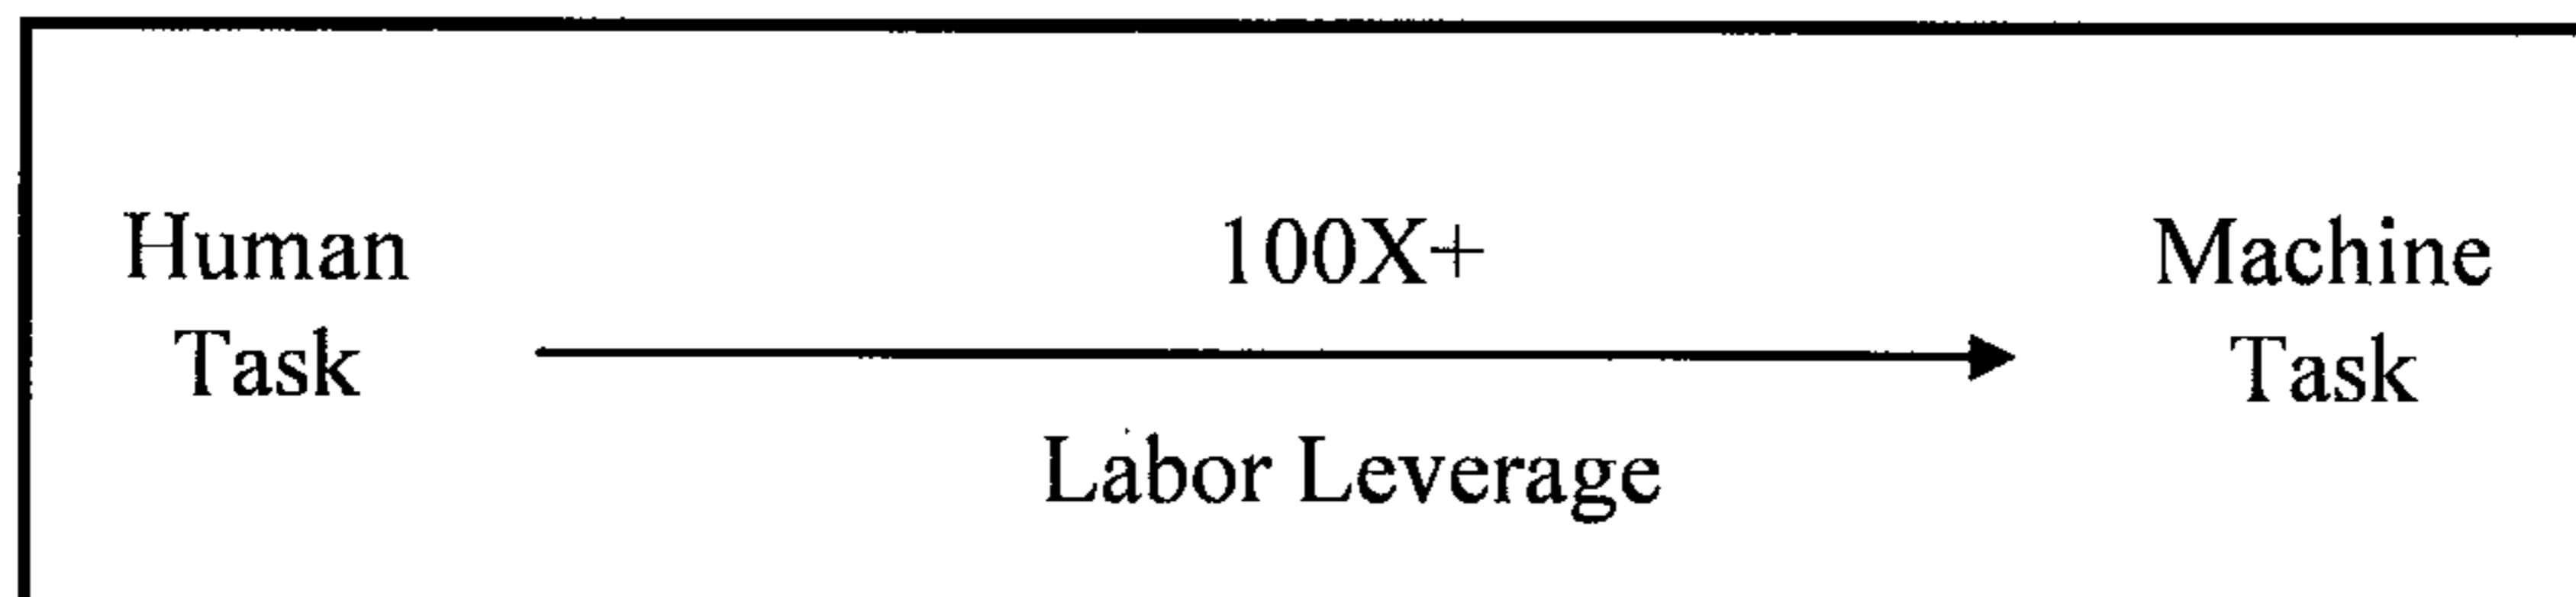 Human
Task
100X+
Labor Leverage
Machine
Task